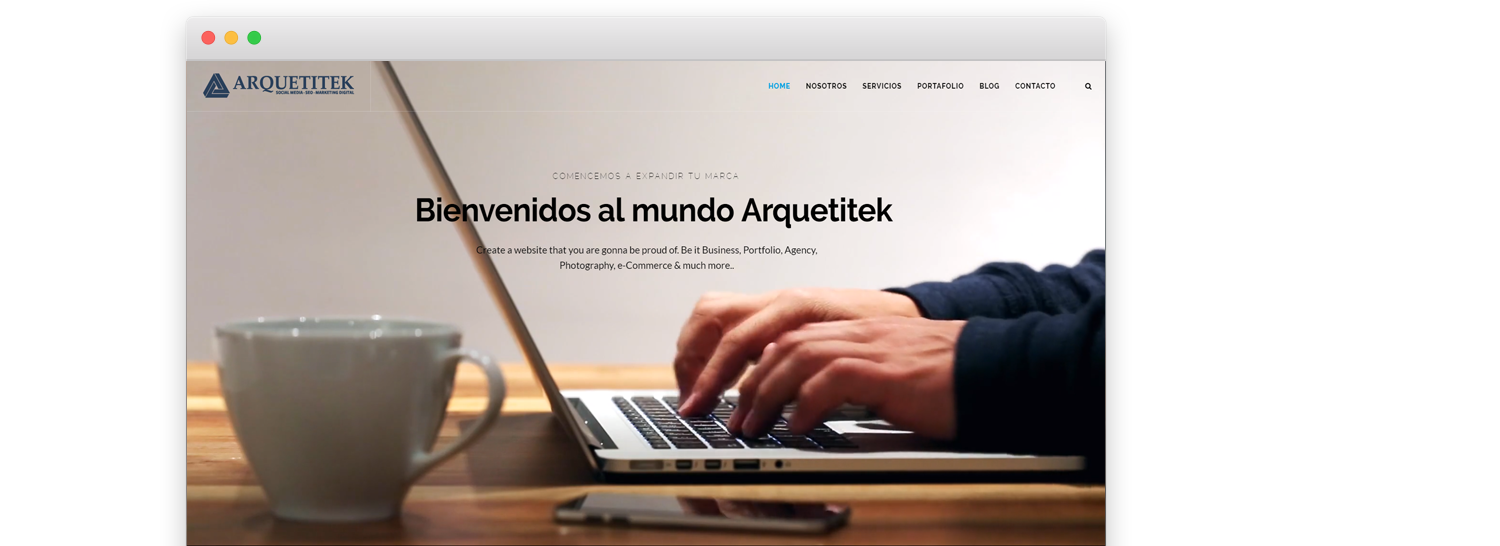 ARQUETITEK
SOCIAL MEDIA · SEO · MARKETING DIGITAL
HOME NOSOTROS SERVICIOS PORTAFOLIO BLOG CONTACTO
COMENCEMOS A EXPANDIR TU MARCA
Bienvenidos al mundo Arquetitek
Create a website that you are gonna be proud of. Be it Business, Portfolio, Agency,
Photography, e-Commerce & much more..